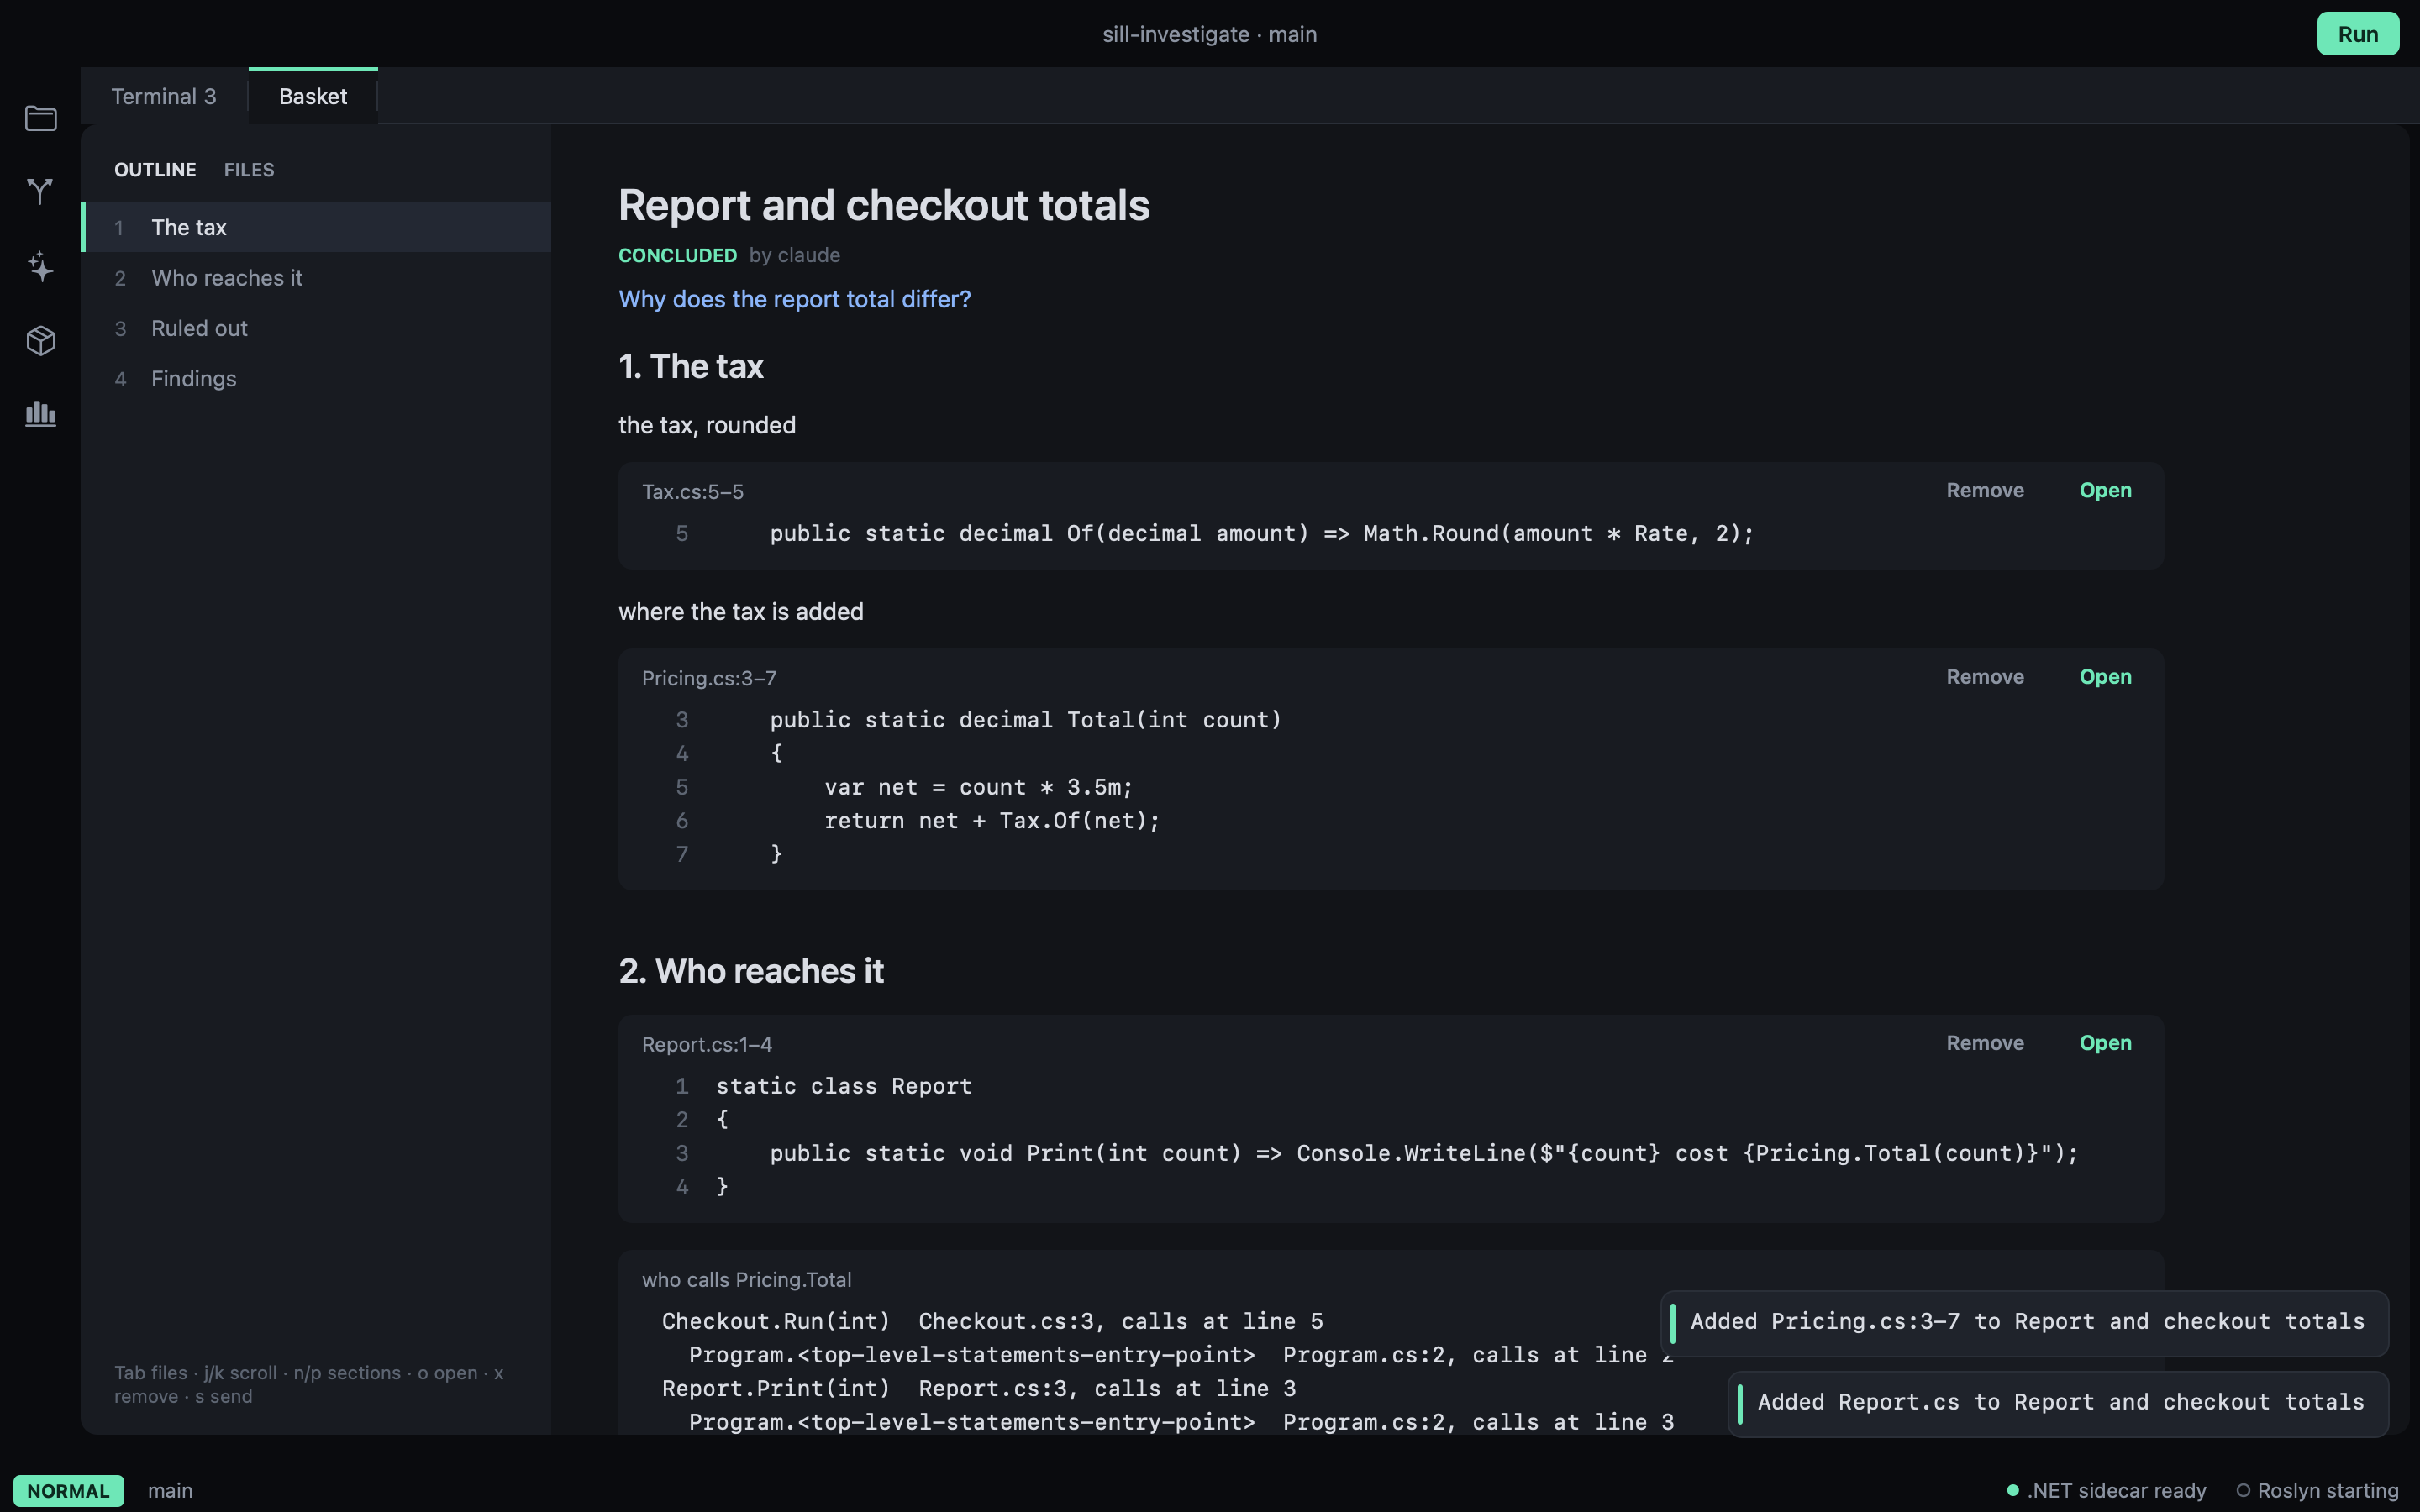 sill-investigate · main
Run
Terminal 3
Basket
OUTLINE FILES
1 The tax
2 Who reaches it
3 Ruled out
4 Findings
Tab files · j/k scroll · n/p sections · o open · x
remove · s send
Report and checkout totals
CONCLUDED by claude
Why does the report total differ?
1. The tax
the tax, rounded
Tax.cs:5–5 Remove Open
5 public static decimal Of(decimal amount) => Math.Round(amount * Rate, 2);
where the tax is added
Pricing.cs:3–7 Remove Open
3 public static decimal Total(int count)
4 {
5 var net = count * 3.5m;
6 return net + Tax.Of(net);
7 }
2. Who reaches it
Report.cs:1–4 Remove Open
1 static class Report
2 {
3 public static void Print(int count) => Console.WriteLine($"{count} cost {Pricing.Total(count)}");
4 }
who calls Pricing.Total
Checkout.Run(int) Checkout.cs:3, calls at line 5
Program.<top-level-statements-entry-point> Program.cs:2, calls at line 2
Report.Print(int) Report.cs:3, calls at line 3
Program.<top-level-statements-entry-point> Program.cs:2, calls at line 3
Added Pricing.cs:3–7 to Report and checkout totals
Added Report.cs to Report and checkout totals
NORMAL main
.NET sidecar ready
Roslyn starting